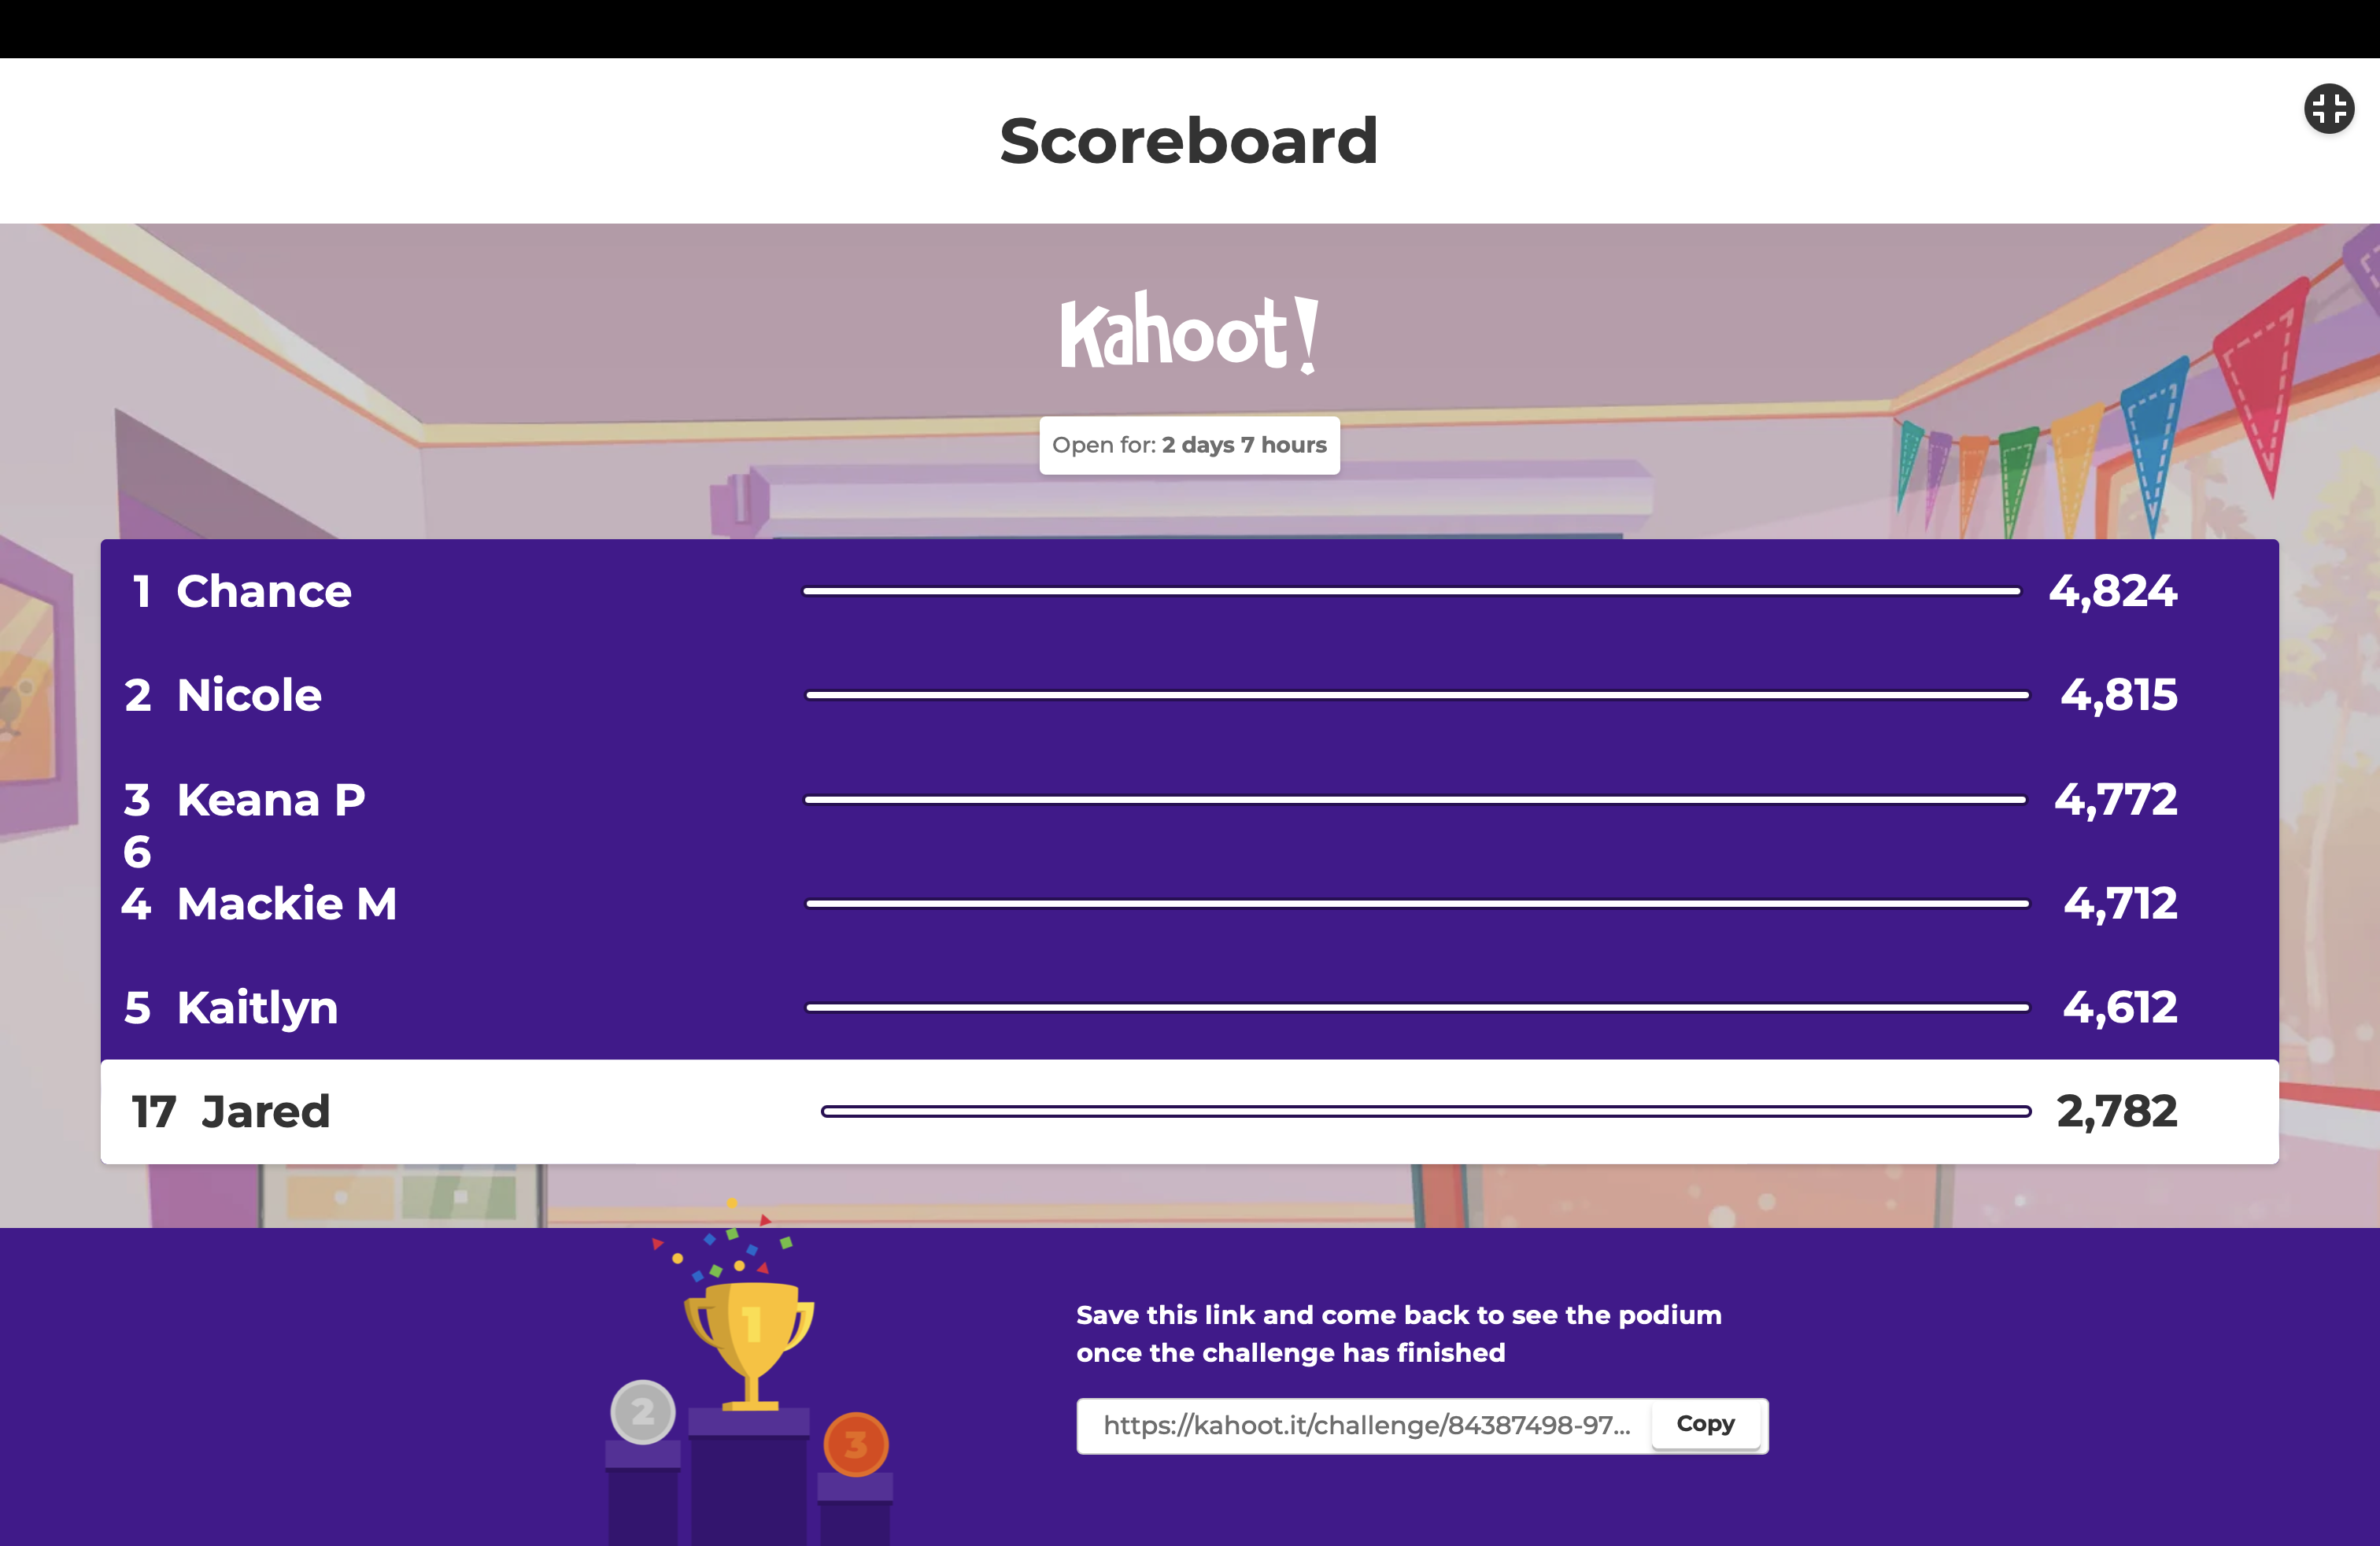 Scoreboard
Kahoot!
Open for: 2 days 7 hours
1 Chance 4,824
2 Nicole 4,815
3 Keana P 4,772
6
4 Mackie M 4,712
5 Kaitlyn 4,612
17 Jared 2,782
1
2
3
Save this link and come back to see the podium
once the challenge has finished
https://kahoot.it/challenge/84387498-97... Copy